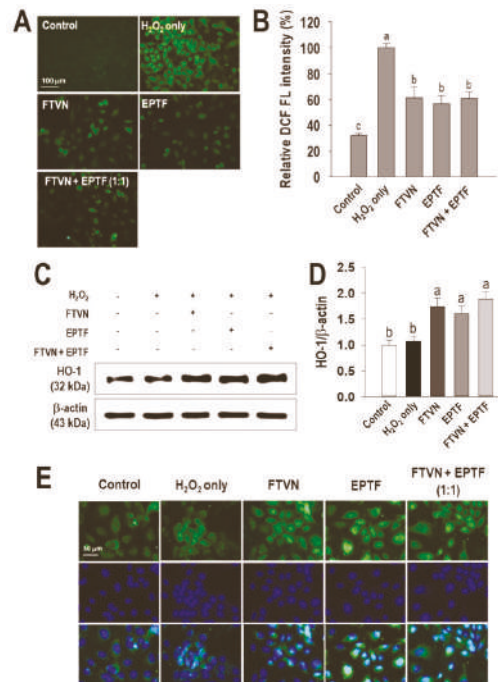 A
Control
H₂O₂ only
100 μm
FTVN
EPTF
FTVN + EPTF (1:1)
B
Relative DCF FL intensity (%)
120
100
80
60
40
20
0
c
a
b
b
b
Control
H₂O₂ only
FTVN
EPTF
FTVN + EPTF
C
H₂O₂ - + + + +
FTVN - - + - -
EPTF - - - + -
FTVN + EPTF - - - - +
HO-1
(32 kDa)
β-actin
(43 kDa)
D
HO-1/β-actin
2.5
2.0
1.5
1.0
0.5
0.0
b
b
a
a
a
Control
H₂O₂ only
FTVN
EPTF
FTVN + EPTF
E
Control
H₂O₂ only
FTVN
EPTF
FTVN + EPTF
(1:1)
50 μm